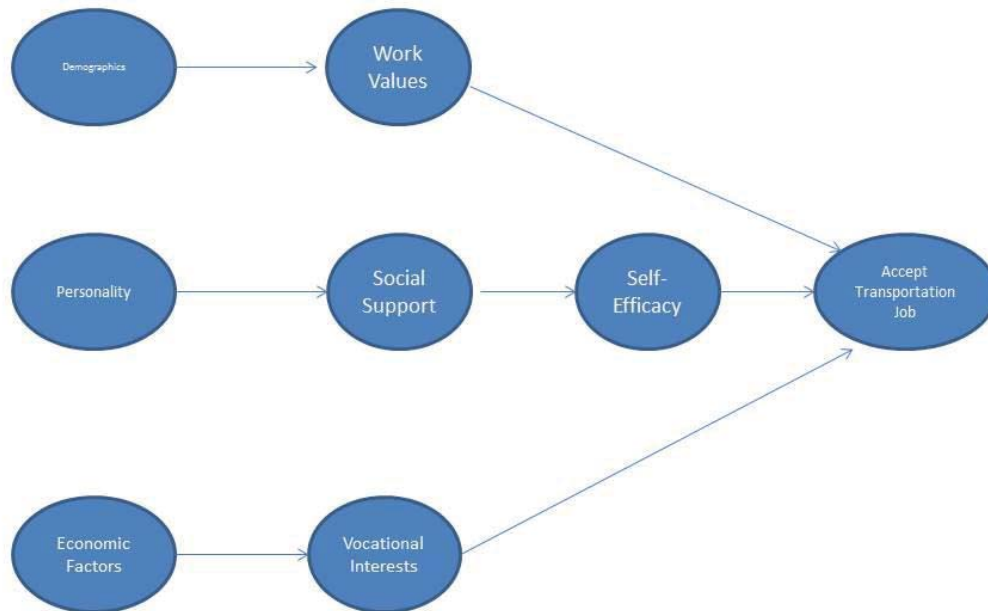 Demographics
Work
Values
Personality
Social
Support
Self-
Efficacy
Accept
Transportation
Job
Economic
Factors
Vocational
Interests